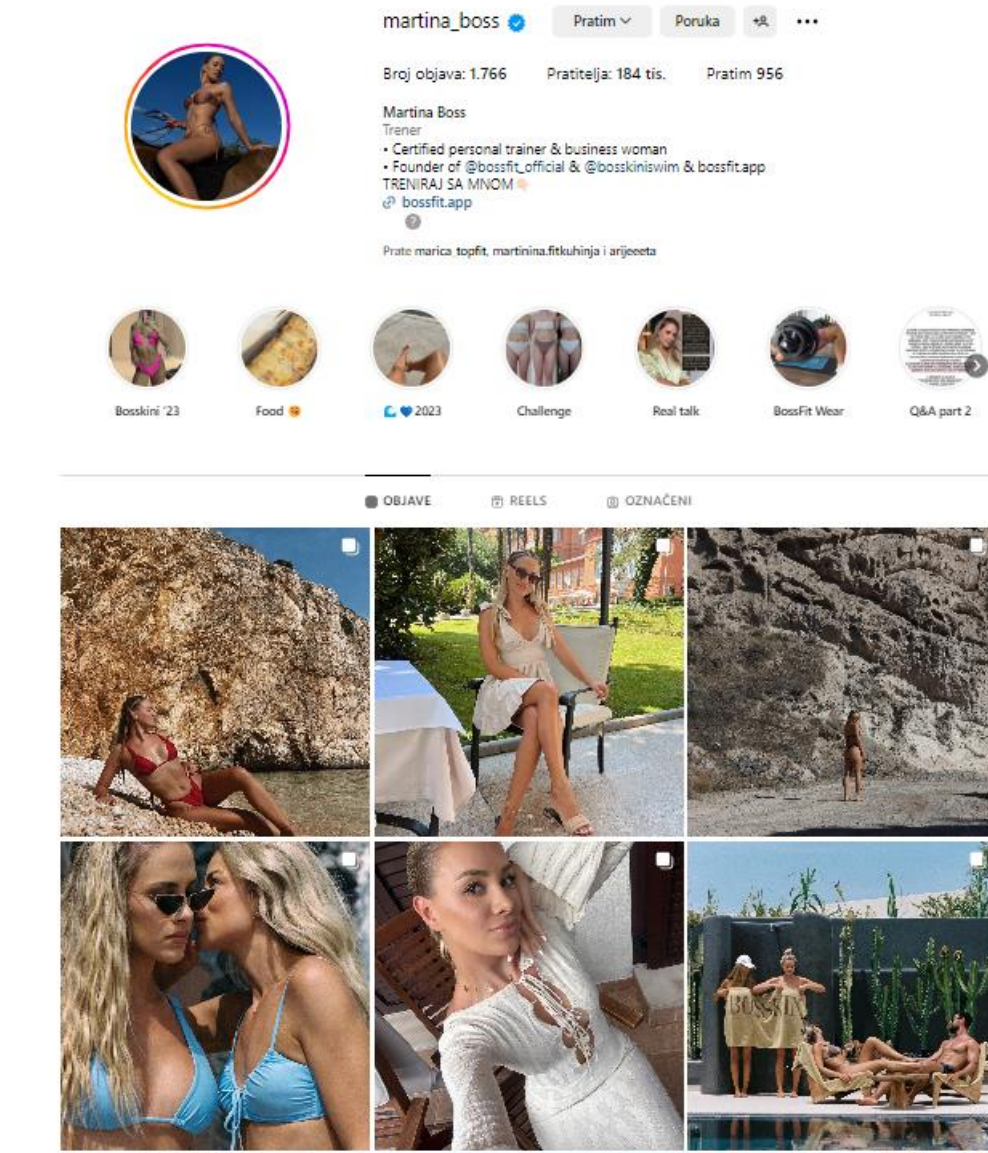 martina_boss Pratim Poruka
Broj objava: 1.766 Pratitelja: 184 tis. Pratim 956
Martina Boss
Trener
• Certified personal trainer & business woman
• Founder of @bossfit_official & @bosskiniswim & bossfit.app
TRENIRAJ SA MNOM👇🏻
bossfit.app
?
Prate marica_topfit, martinina.fitkuhinja i arijeeeta
Bosskini '23 Food 😋 🌊💙2023 Challenge Real talk BossFit Wear Q&A part 2
OBJAVE REELS OZNAČENI
BOSSKIN